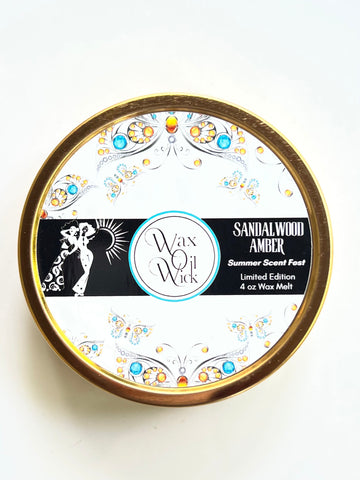 Wax
Oil
Wick
SANDALWOOD
AMBER
Summer Scent Fest
Limited Edition
4 oz Wax Melt